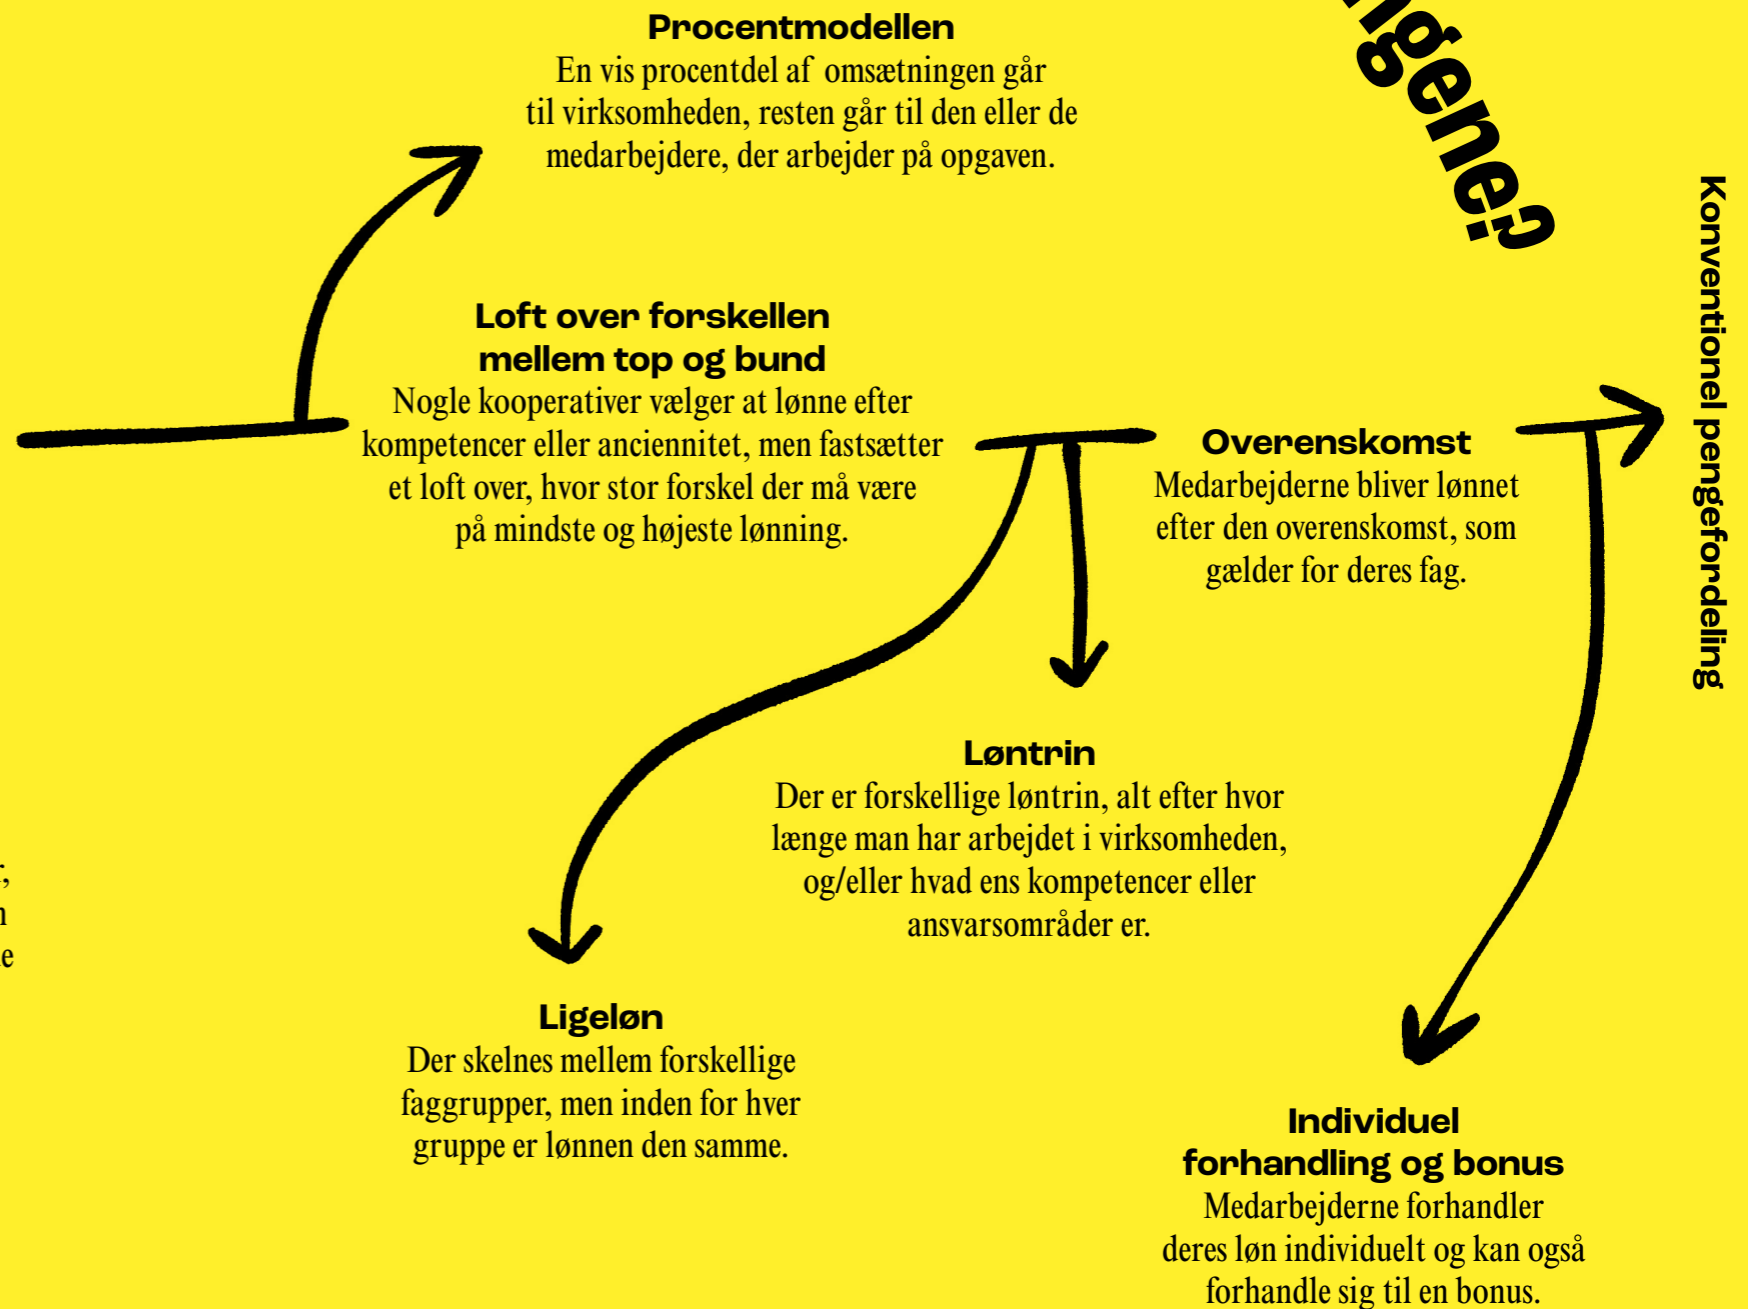 Procentmodellen
En vis procentdel af omsætningen går
til virksomheden, resten går til den eller de
medarbejdere, der arbejder på opgaven.
Loft over forskellen
mellem top og bund
Nogle kooperativer vælger at lønne efter
kompetencer eller anciennitet, men fastsætter
et loft over, hvor stor forskel der må være
på mindste og højeste lønning.
Overenskomst
Medarbejderne bliver lønnet
efter den overenskomst, som
gælder for deres fag.
Konventionel pengefordeling
Løntrin
Der er forskellige løntrin, alt efter hvor
længe man har arbejdet i virksomheden,
og/eller hvad ens kompetencer eller
ansvarsområder er.
Ligeløn
Der skelnes mellem forskellige
faggrupper, men inden for hver
gruppe er lønnen den samme.
Individuel
forhandling og bonus
Medarbejderne forhandler
deres løn individuelt og kan også
forhandle sig til en bonus.